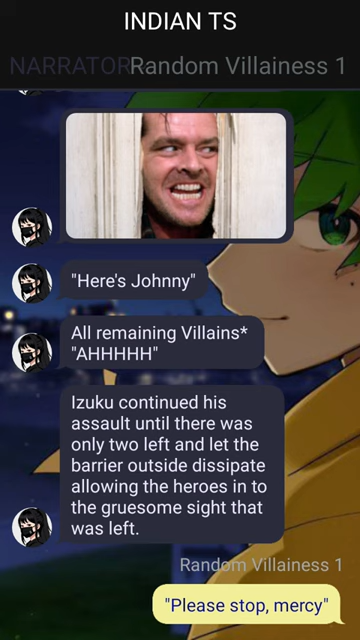 INDIAN TS
NARRATOR Random Villainess 1
"Here's Johnny"
All remaining Villains*
"AHHHHH"
Izuku continued his
assault until there was
only two left and let the
barrier outside dissipate
allowing the heroes in to
the gruesome sight that
was left.
Random Villainess 1
"Please stop, mercy"